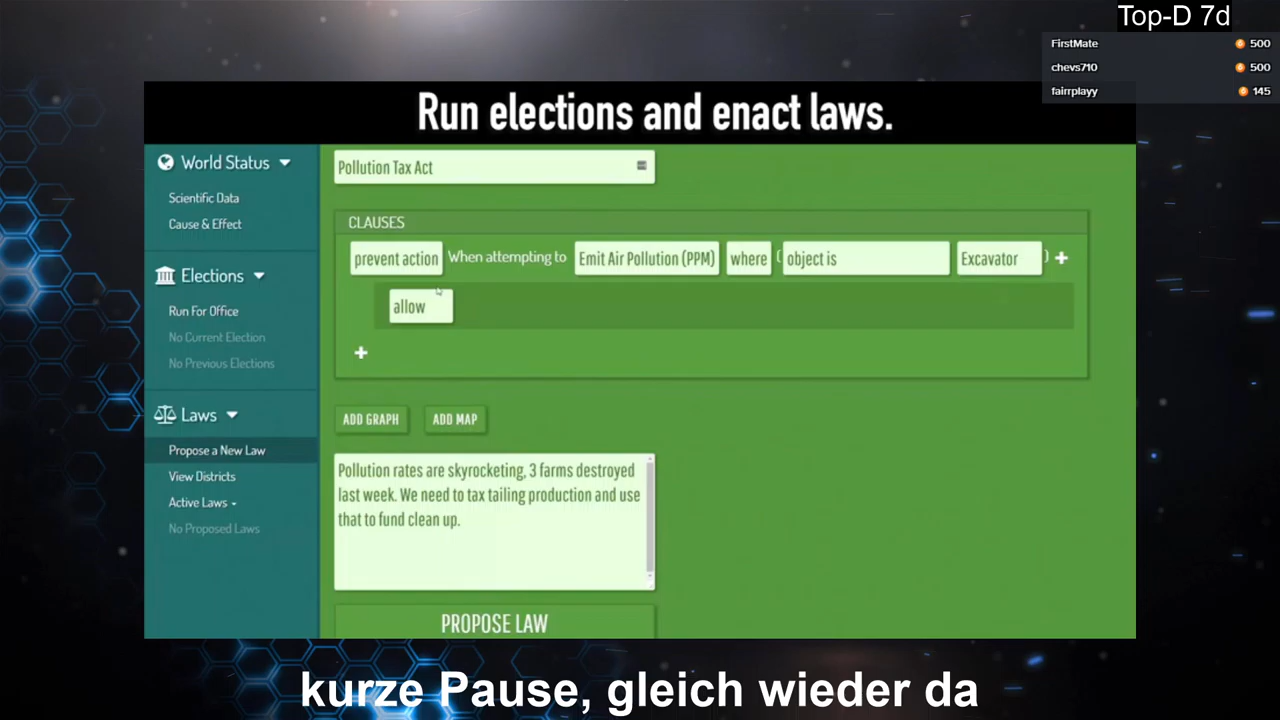 Top-D 7d
FirstMate 500
chevs710 500
fairrplayy 145
Run elections and enact laws.
World Status
Scientific Data
Cause & Effect
Elections
Run For Office
No Current Election
No Previous Elections
Laws
Propose a New Law
View Districts
Active Laws
No Proposed Laws
Pollution Tax Act
CLAUSES
prevent action When attempting to Emit Air Pollution (PPM) where ( object is Excavator ) +
allow
+
ADD GRAPH ADD MAP
Pollution rates are skyrocketing, 3 farms destroyed
last week. We need to tax tailing production and use
that to fund clean up.
PROPOSE LAW
kurze Pause, gleich wieder da